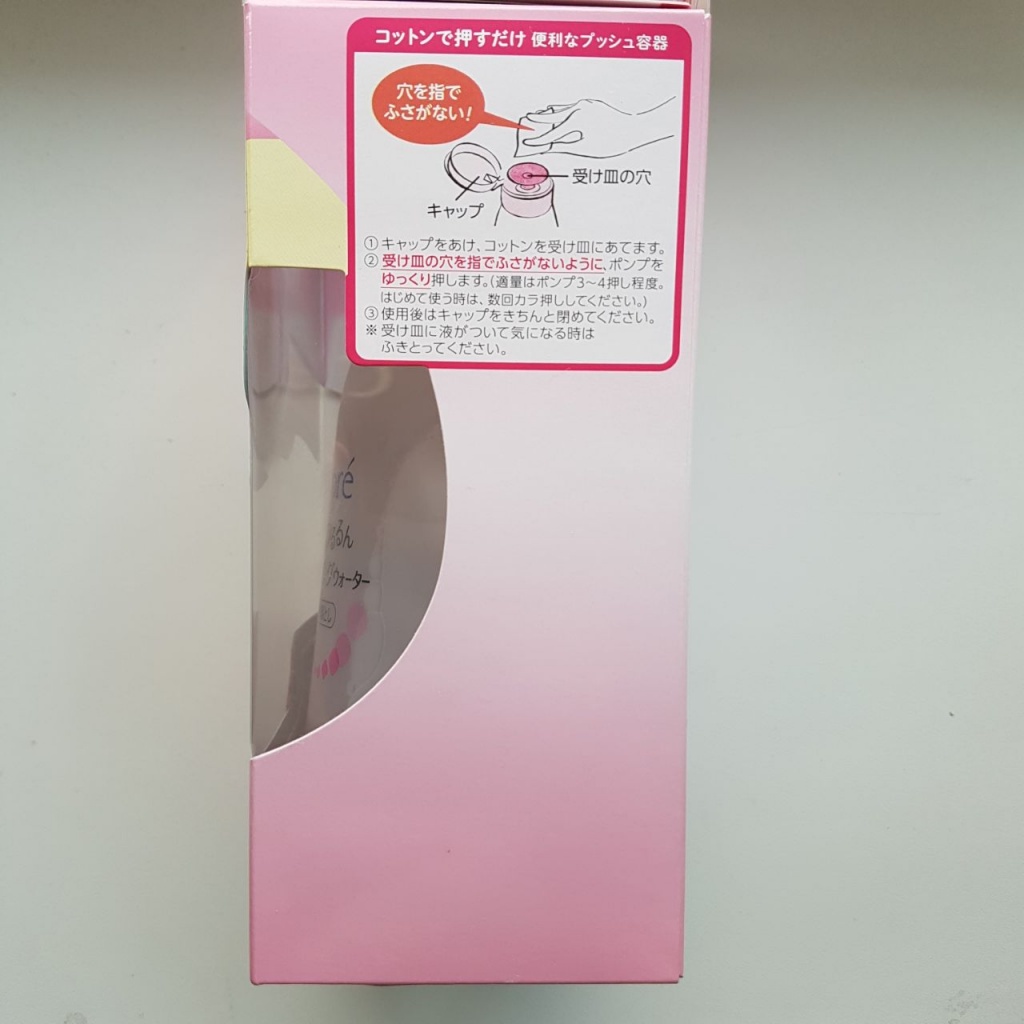 コットンで押すだけ 便利なプッシュ容器
穴を指で
ふさがない!
受け皿の穴
キャップ
① キャップをあけ、コットンを受け皿にあてます。
② 受け皿の穴を指でふさがないように、ポンプを
ゆっくり押します。(適量はポンプ3〜4押し程度。
はじめて使う時は、数回カラ押ししてください。)
③ 使用後はキャップをきちんと閉めてください。
※ 受け皿に液がついて気になる時は
ふきとってください。
ré
るん
ウォーター